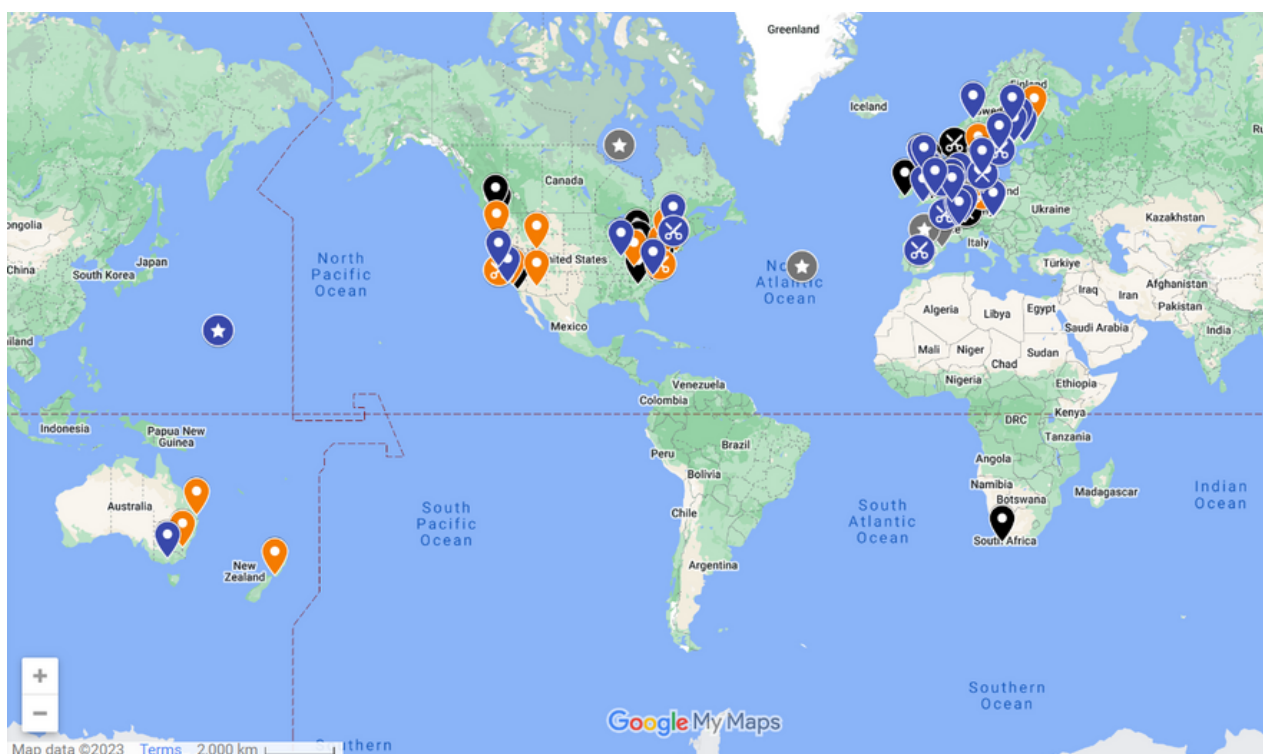 Greenland
Iceland
Finland
Canada
Ukraine
Kazakhstan
Italy
Türkiye
China
South Korea
Japan
North
Pacific
Ocean
United States
Atlantic
Ocean
Mexico
Iraq
Iran
Afghanistan
Pakistan
Algeria
Libya
Egypt
Saudi Arabia
India
Mali
Niger
Chad
Sudan
Nigeria
Ethiopia
Venezuela
Colombia
DRC
Kenya
Tanzania
Indonesia
Papua New
Guinea
Peru
Brazil
Bolivia
Angola
Namibia
Botswana
Madagascar
Indian
Ocean
Australia
South
Pacific
Ocean
Chile
South
Atlantic
Ocean
South Africa
New
Zealand
Argentina
Southern
Ocean
Google My Maps
Map data ©2023 Terms 2,000 km
Southern